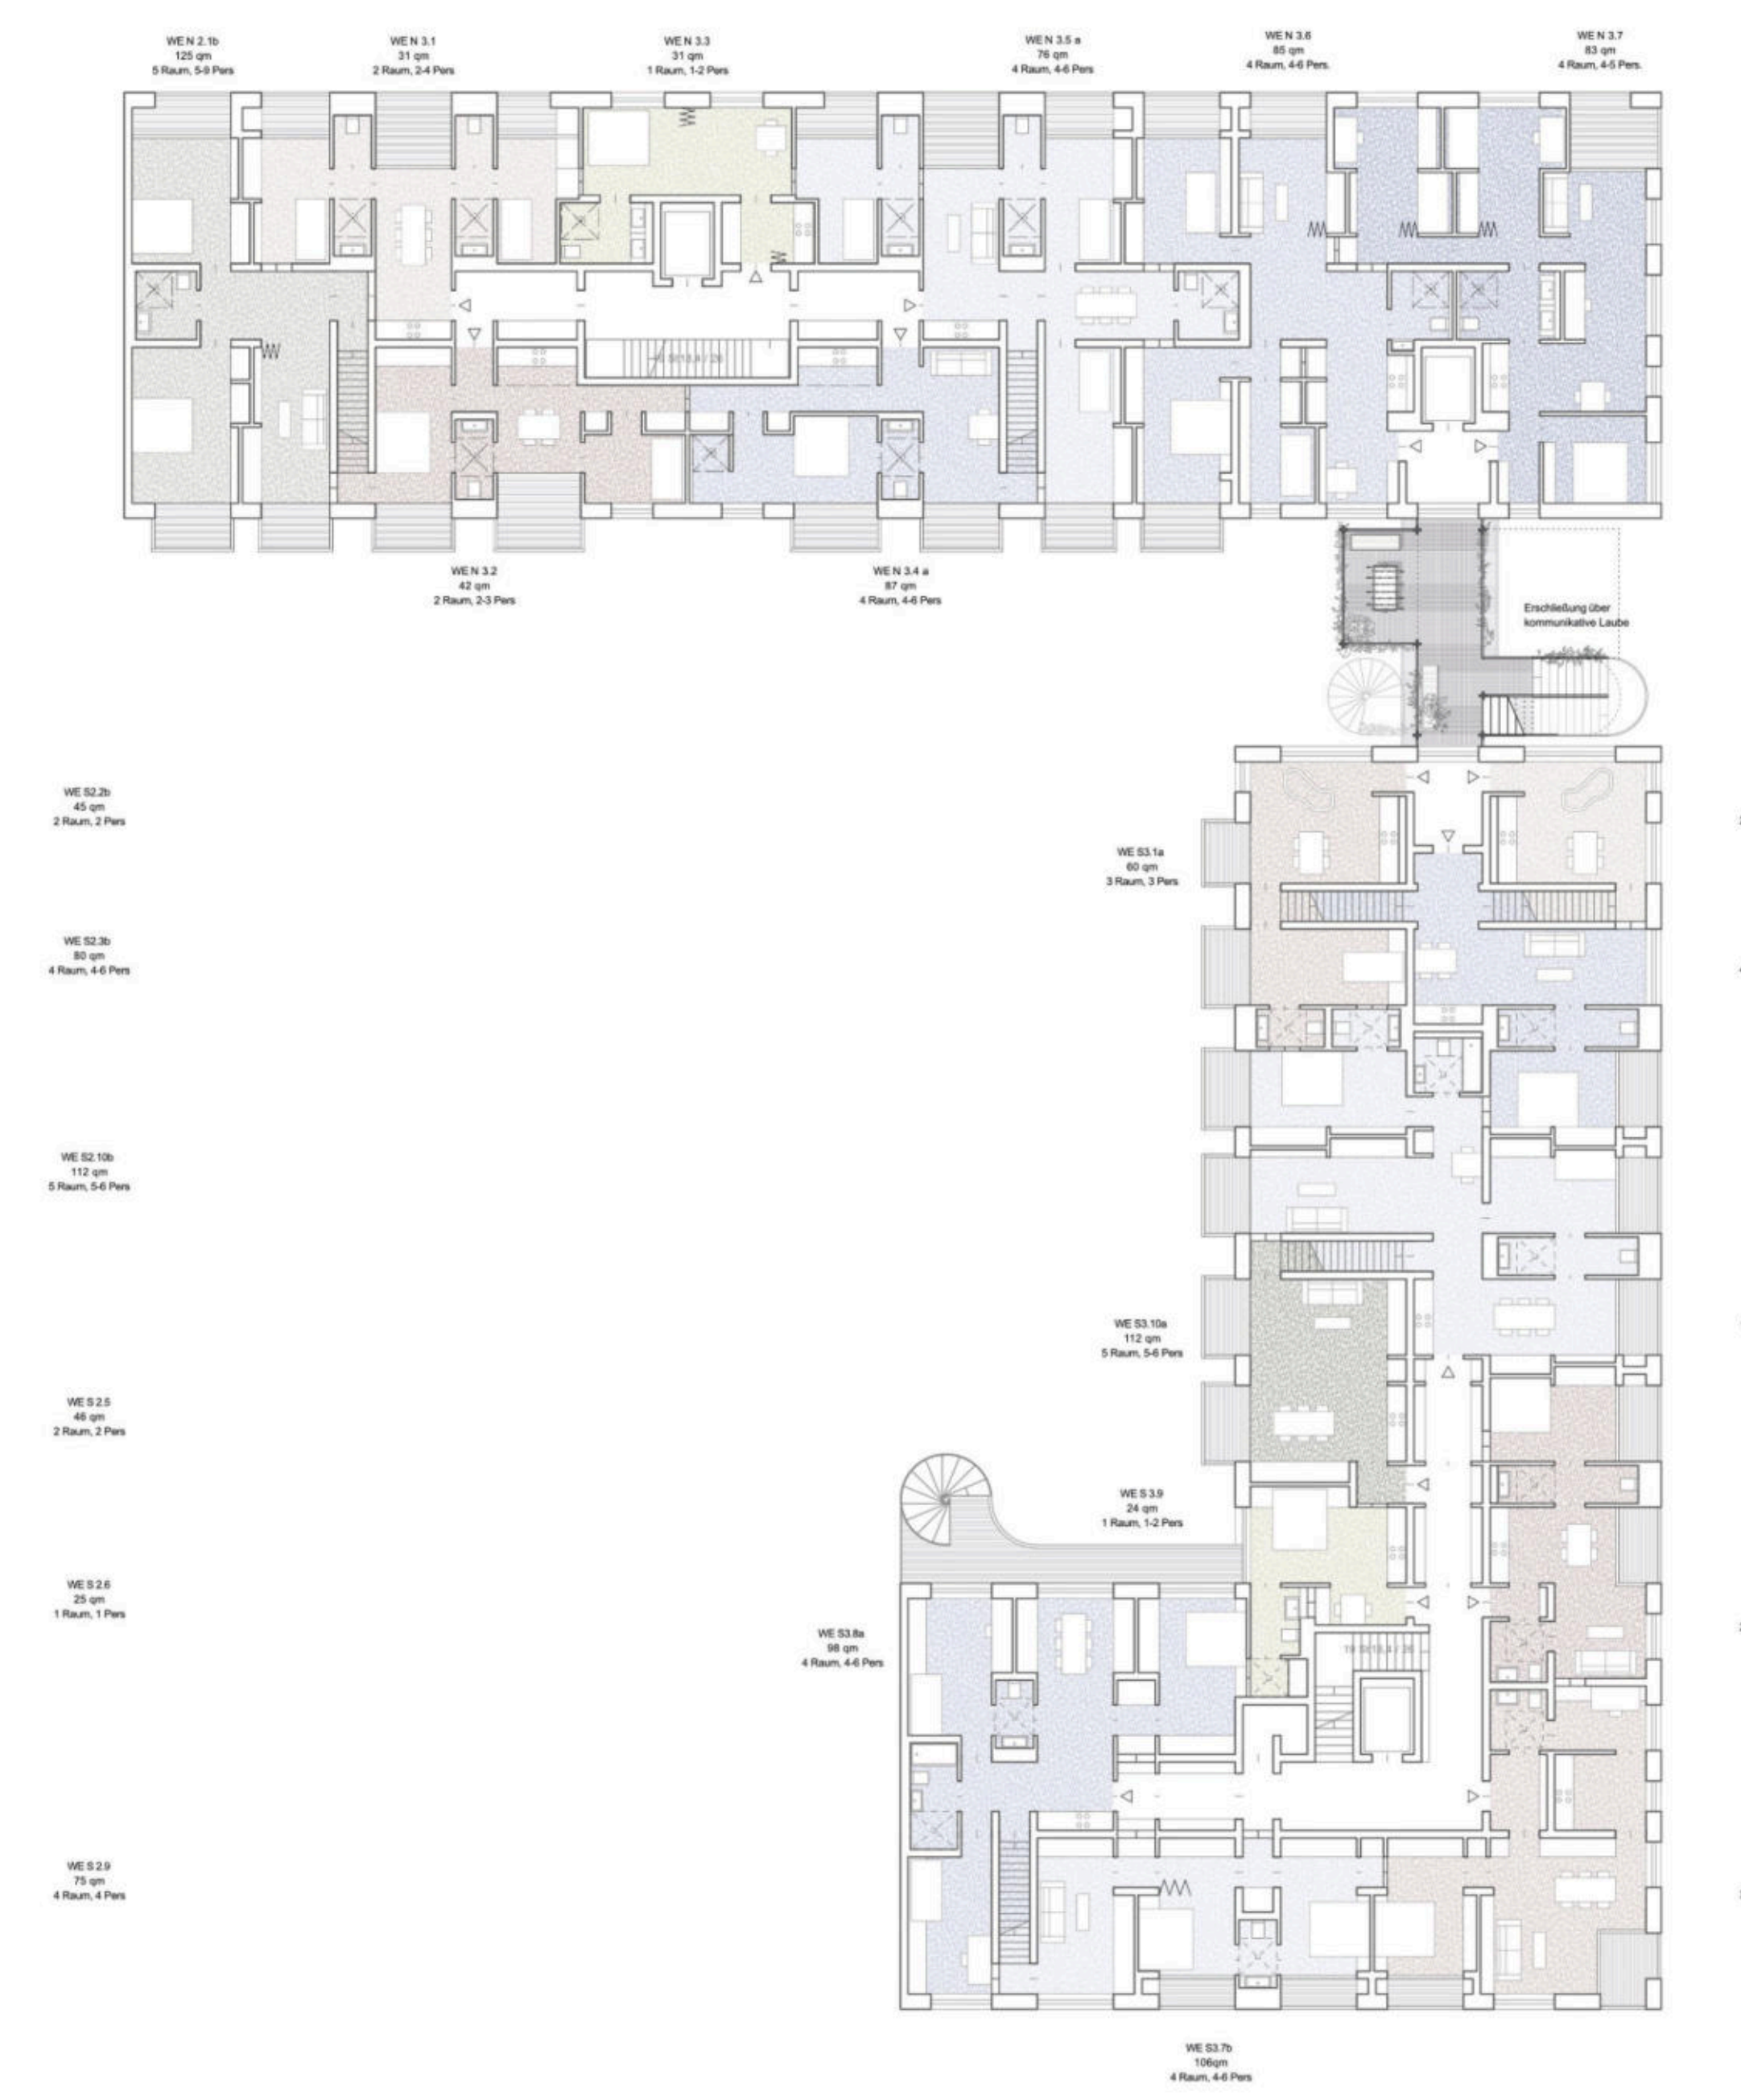 WE N 2.1b
125 qm
5 Raum, 5-9 Pers
WE N 3.1
31 qm
2 Raum, 2-4 Pers
WE N 3.3
31 qm
1 Raum, 1-2 Pers
WE N 3.5 a
76 qm
4 Raum, 4-6 Pers
WE N 3.6
85 qm
4 Raum, 4-6 Pers.
WE N 3.7
83 qm
4 Raum, 4-5 Pers.
WE N 3.2
42 qm
2 Raum, 2-3 Pers
WE N 3.4 a
87 qm
4 Raum, 4-6 Pers
Erschließung über
kommunikative Laube
WE S2.2b
45 qm
2 Raum, 2 Pers
WE S3.1a
60 qm
3 Raum, 3 Pers
WE S2.3b
80 qm
4 Raum, 4-6 Pers
WE S2.10b
112 qm
5 Raum, 5-6 Pers
WE S3.10a
112 qm
5 Raum, 5-6 Pers
WE S 2.5
46 qm
2 Raum, 2 Pers
WE S 3.9
24 qm
1 Raum, 1-2 Pers
WE S 2.6
25 qm
1 Raum, 1 Pers
WE S3.8a
98 qm
4 Raum, 4-6 Pers
WE S 2.9
75 qm
4 Raum, 4 Pers
WE S3.7b
106qm
4 Raum, 4-6 Pers